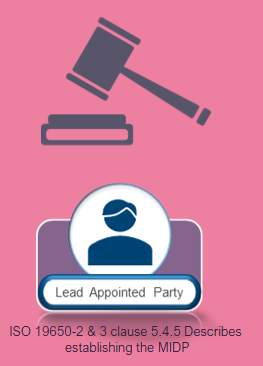 Lead Appointed Party
ISO 19650-2 & 3 clause 5.4.5 Describes
establishing the MIDP